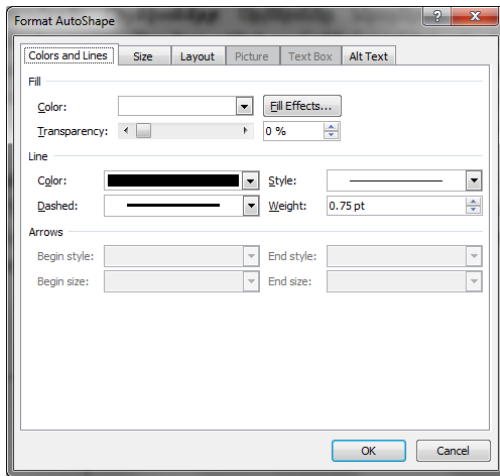 Format AutoShape
Colors and Lines Size Layout Picture Text Box Alt Text
Fill
Color: Fill Effects...
Transparency: 0 %
Line
Color: Style:
Dashed: Weight: 0.75 pt
Arrows
Begin style: End style:
Begin size: End size:
OK Cancel